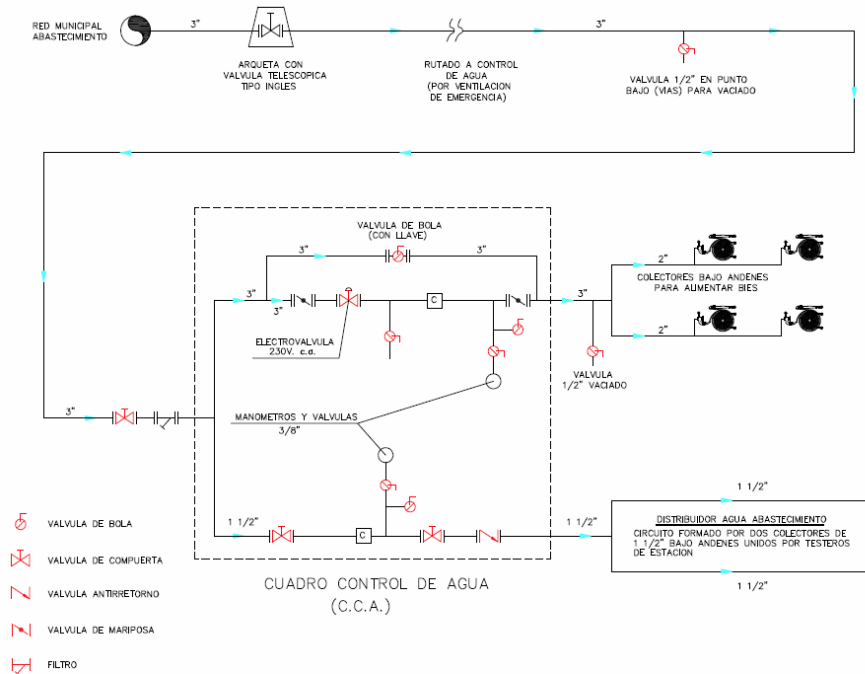 RED MUNICIPAL
ABASTECIMIENTO
3"
3"
3"
ARQUETA CON
VALVULA TELESCOPICA
TIPO INGLES
RUTADO A CONTROL
DE AGUA
(POR VENTILACION
DE EMERGENCIA)
VALVULA 1/2" EN PUNTO
BAJO (VIAS) PARA VACIADO
VALVULA DE BOLA
(CON LLAVE)
3"
3"
3"
3"
C
3"
3"
ELECTROVALVULA
230V. c.a.
2"
COLECTORES BAJO ANDENES
PARA ALIMENTAR BIES
2"
VALVULA
1/2" VACIADO
3"
MANOMETROS Y VALVULAS
3/8"
1 1/2"
C
1 1/2"
1 1/2"
DISTRIBUIDOR AGUA ABASTECIMIENTO
CIRCUITO FORMADO POR DOS COLECTORES DE
1 1/2" BAJO ANDENES UNIDOS POR TESTEROS
DE ESTACION
1 1/2"
CUADRO CONTROL DE AGUA
(C.C.A.)
VALVULA DE BOLA
VALVULA DE COMPUERTA
VALVULA ANTIRRETORNO
VALVULA DE MARIPOSA
FILTRO